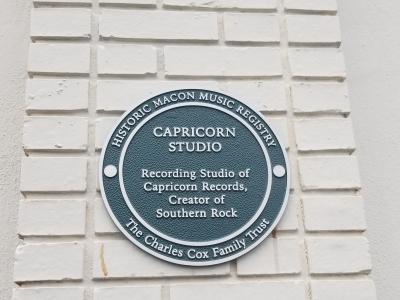 HISTORIC MACON MUSIC REGISTRY
CAPRICORN
STUDIO
Recording Studio of
Capricorn Records,
Creator of
Southern Rock
The Charles Cox Family Trust